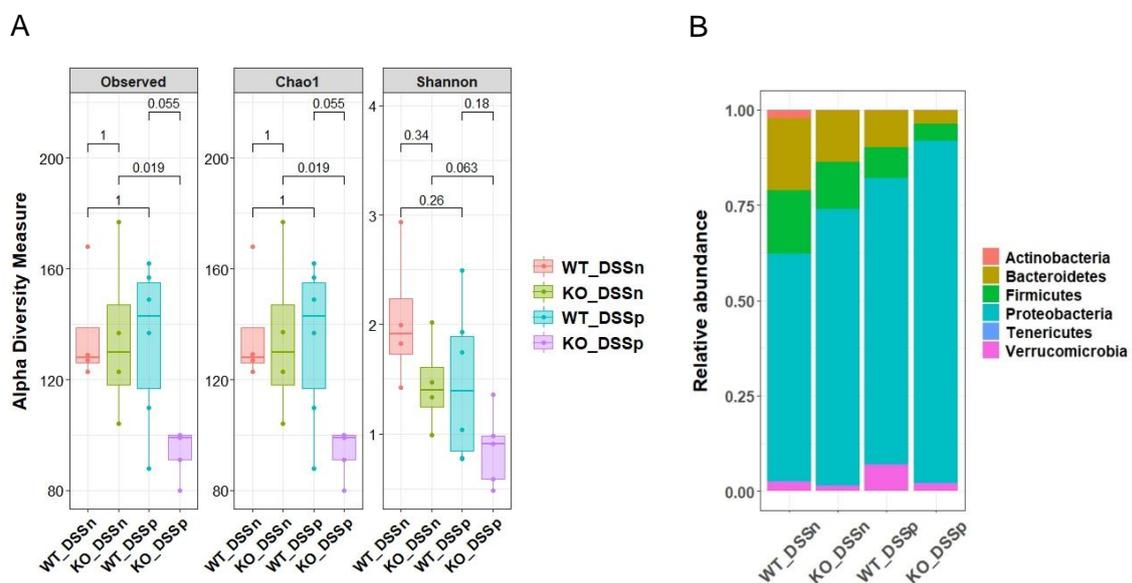 A
B
Observed
Chao1
Shannon
Alpha Diversity Measure
200
160
120
80
200
160
120
80
4
3
2
1
0.055
1
0.019
1
0.055
1
0.019
1
0.18
0.34
0.063
0.26
WT_DSSn
KO_DSSn
WT_DSSp
KO_DSSp
WT_DSSn
KO_DSSn
WT_DSSp
KO_DSSp
WT_DSSn
KO_DSSn
WT_DSSp
KO_DSSp
WT_DSSn
KO_DSSn
WT_DSSp
KO_DSSp
Relative abundance
1.00
0.75
0.50
0.25
0.00
WT_DSSn
KO_DSSn
WT_DSSp
KO_DSSp
Actinobacteria
Bacteroidetes
Firmicutes
Proteobacteria
Tenericutes
Verrucomicrobia